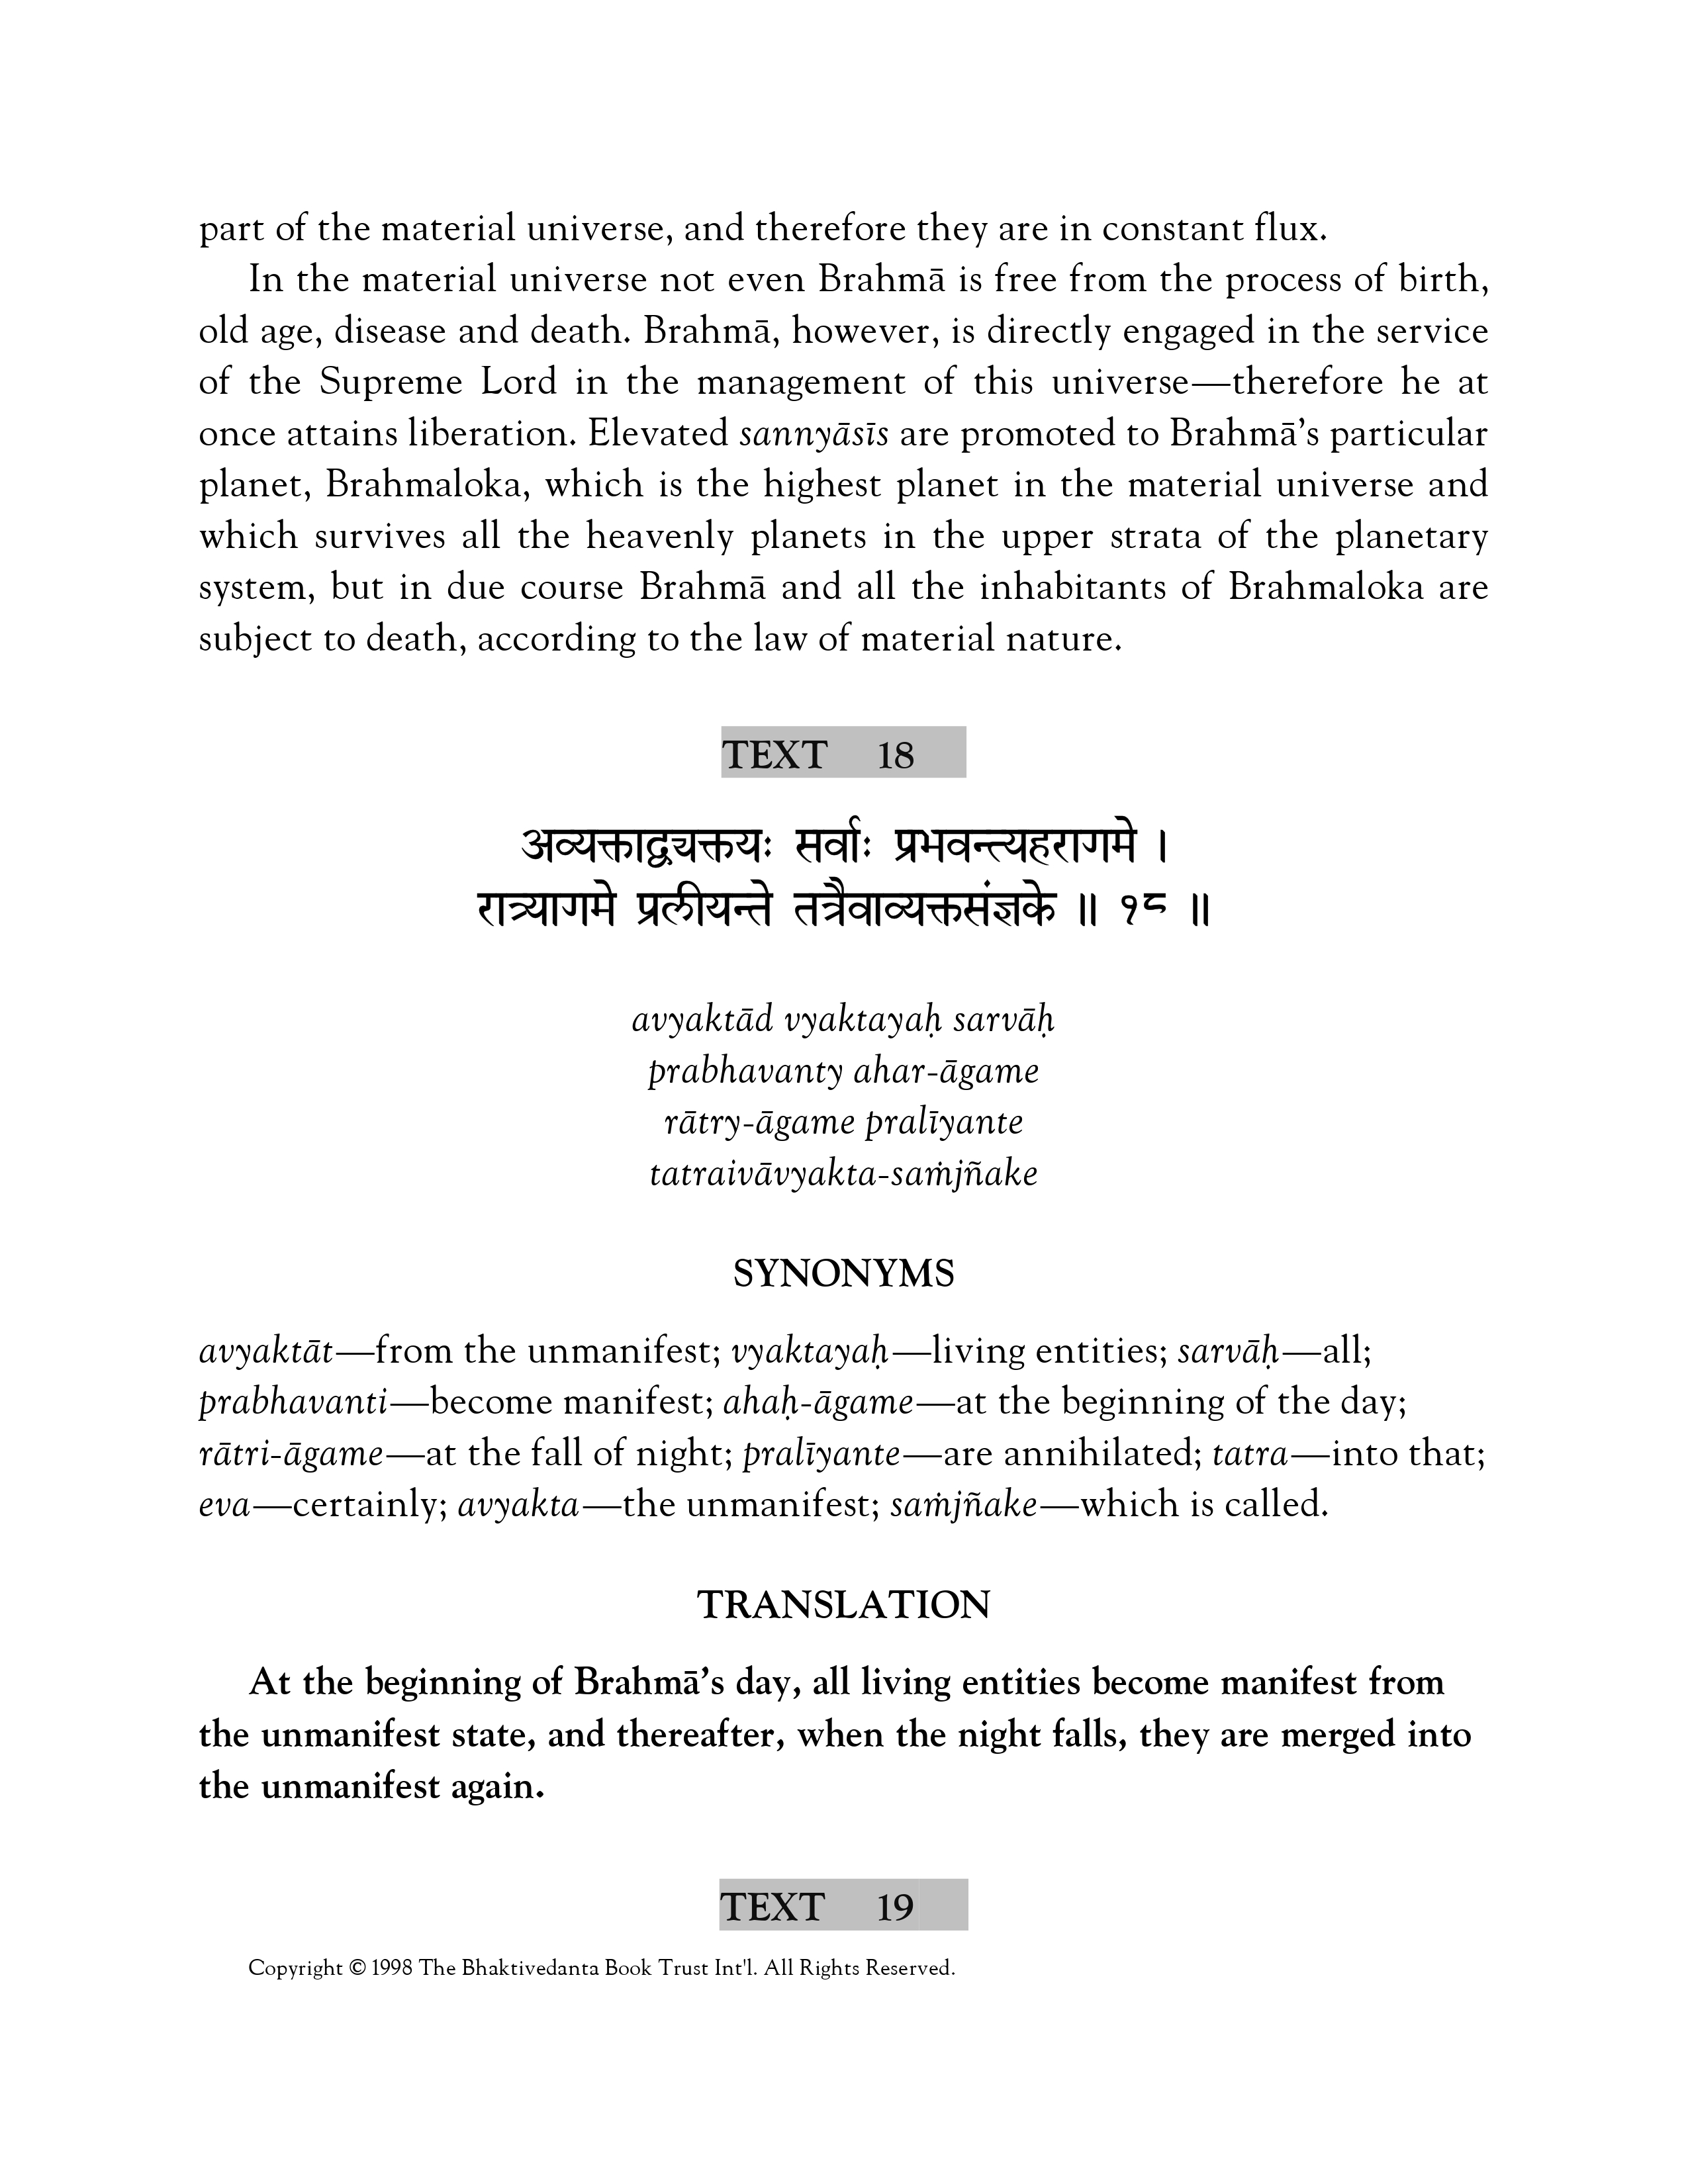 part of the material universe, and therefore they are in constant flux.
In the material universe not even Brahmā is free from the process of birth,
old age, disease and death. Brahmā, however, is directly engaged in the service
of the Supreme Lord in the management of this universe—therefore he at
once attains liberation. Elevated sannyāsīs are promoted to Brahmā’s particular
planet, Brahmaloka, which is the highest planet in the material universe and
which survives all the heavenly planets in the upper strata of the planetary
system, but in due course Brahmā and all the inhabitants of Brahmaloka are
subject to death, according to the law of material nature.
TEXT 18
अव्यक्ताद्व्यक्तयः सर्वाः प्रभवन्त्यहरागमे ।
रात्र्यागमे प्रलीयन्ते तत्रैवाव्यक्तसंज्ञके ॥ १८ ॥
avyaktād vyaktayaḥ sarvāḥ
prabhavanty ahar-āgame
rātry-āgame pralīyante
tatraivāvyakta-saṁjñake
SYNONYMS
avyaktāt—from the unmanifest; vyaktayaḥ—living entities; sarvāḥ—all;
prabhavanti—become manifest; ahaḥ-āgame—at the beginning of the day;
rātri-āgame—at the fall of night; pralīyante—are annihilated; tatra—into that;
eva—certainly; avyakta—the unmanifest; saṁjñake—which is called.
TRANSLATION
At the beginning of Brahmā’s day, all living entities become manifest from
the unmanifest state, and thereafter, when the night falls, they are merged into
the unmanifest again.
TEXT 19
Copyright © 1998 The Bhaktivedanta Book Trust Int'l. All Rights Reserved.